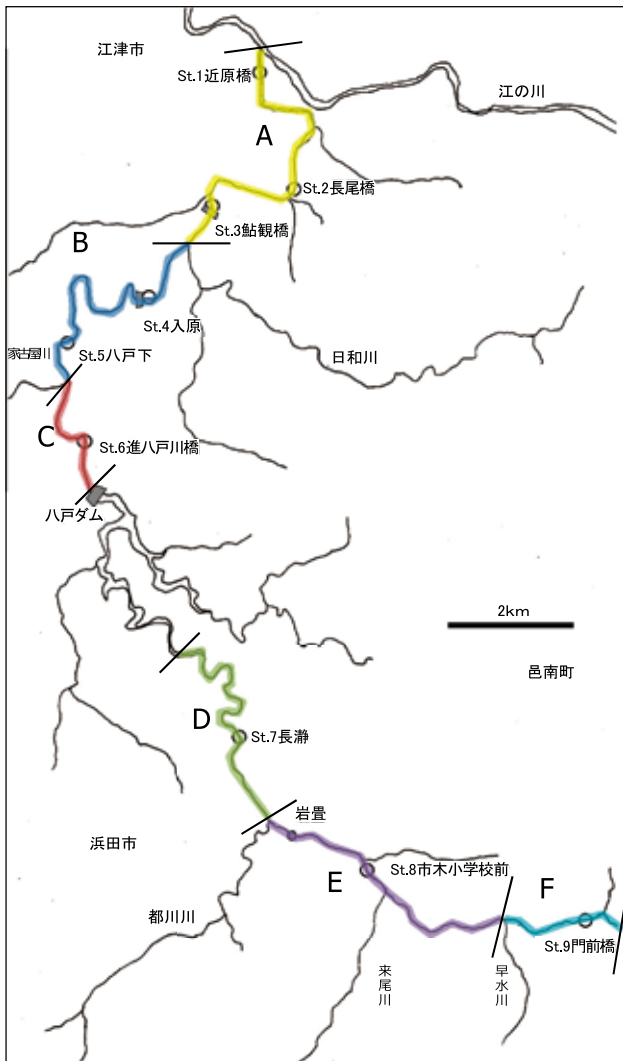 江津市
St.1近原橋
江の川
A
St.2長尾橋
St.3鮎観橋
B
St.4入原
日和川
家古屋川
St.5八戸下
C
St.6進八戸川橋
八戸ダム
2km
邑南町
D
St.7長瀞
岩畳
浜田市
St.8市木小学校前
E
F
都川川
St.9門前橋
来尾川
早水川